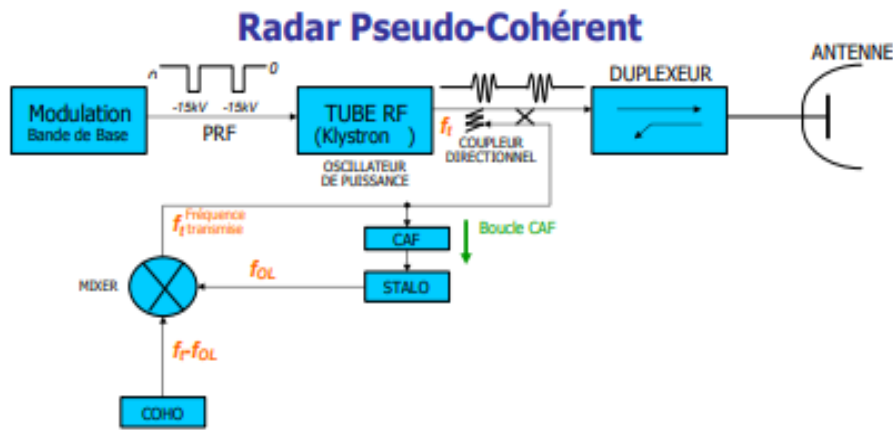 Radar Pseudo-Cohérent
ANTENNE
DUPLEXEUR
n
0
-15kV -15kV
PRF
Modulation
Bande de Base
TUBE RF
(Klystron )
OSCILLATEUR
DE PUISSANCE
ft
COUPLEUR
DIRECTIONNEL
ft Fréquence
transmise
CAF
Boucle CAF
MIXER
fOL
STALO
ft-fOL
COHO